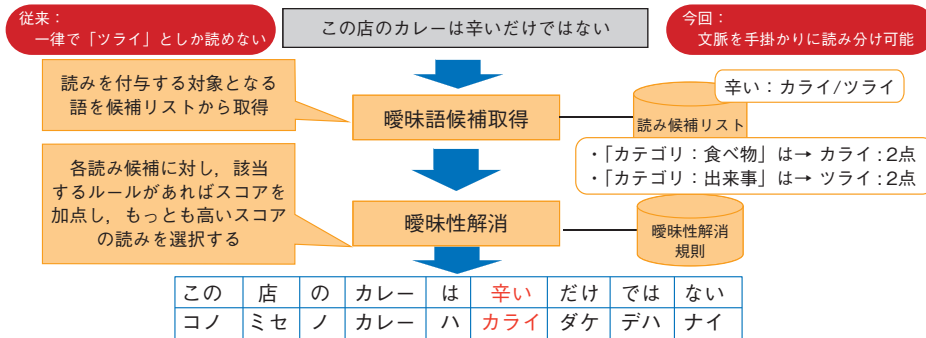 従来：
一律で「ツライ」としか読めない
この店のカレーは辛いだけではない
今回：
文脈を手掛かりに読み分け可能
読みを付与する対象となる
語を候補リストから取得
曖昧語候補取得
辛い：カライ/ツライ
読み候補リスト
・「カテゴリ：食べ物」は→ カライ：2点
・「カテゴリ：出来事」は→ ツライ：2点
各読み候補に対し，該当
するルールがあればスコアを
加点し，もっとも高いスコア
の読みを選択する
曖昧性解消
曖昧性解消
規則
この 店 の カレー は 辛い だけ では ない
コノ ミセ ノ カレー ハ カライ ダケ デハ ナイ